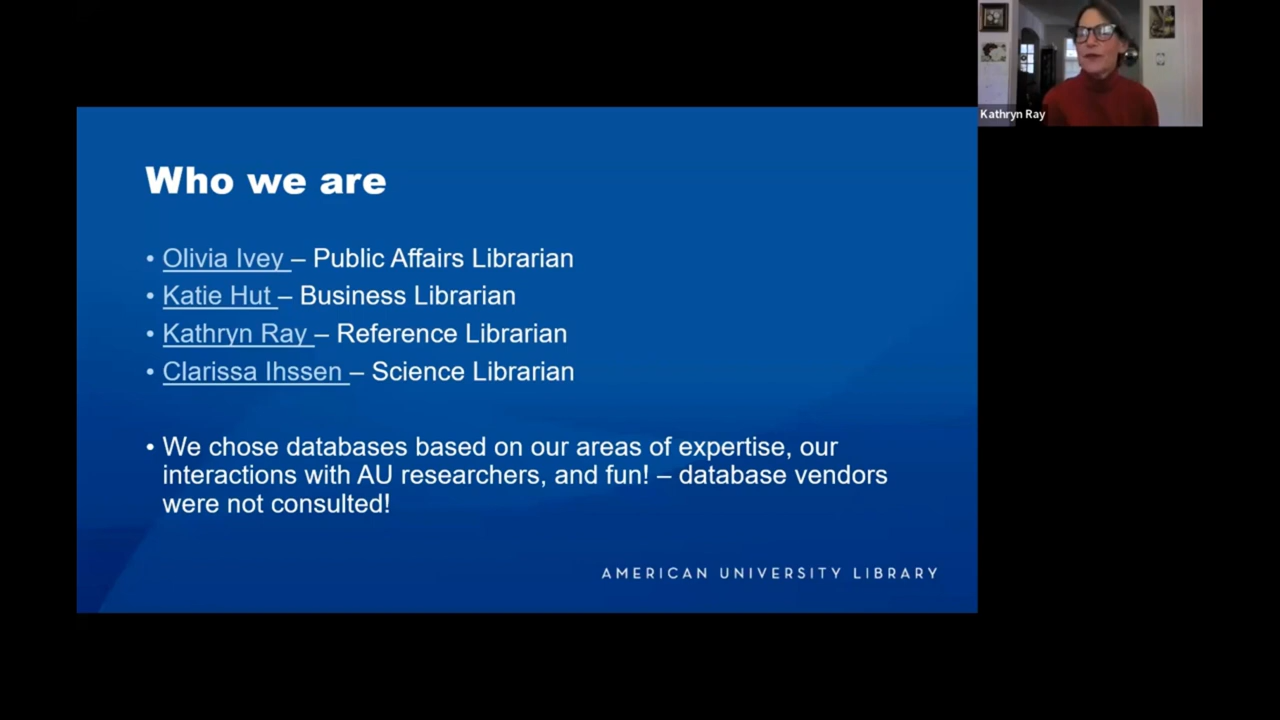 Kathryn Ray
Who we are
• Olivia Ivey – Public Affairs Librarian
• Katie Hut – Business Librarian
• Kathryn Ray – Reference Librarian
• Clarissa Ihssen – Science Librarian
• We chose databases based on our areas of expertise, our
interactions with AU researchers, and fun! – database vendors
were not consulted!
AMERICAN UNIVERSITY LIBRARY